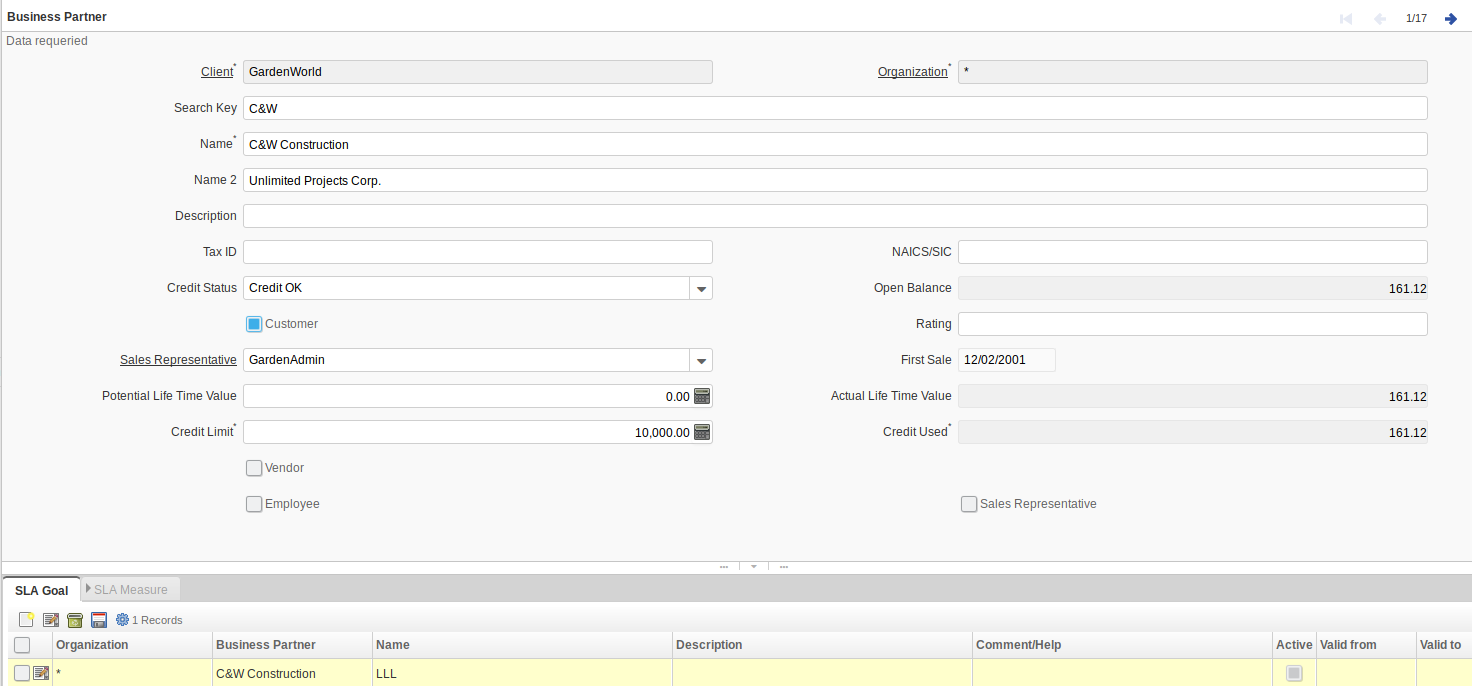 Business Partner 1/17
Data requeried
Client* GardenWorld Organization* *
Search Key C&W
Name* C&W Construction
Name 2 Unlimited Projects Corp.
Description
Tax ID NAICS/SIC
Credit Status Credit OK Open Balance 161.12
Customer Rating
Sales Representative GardenAdmin First Sale 12/02/2001
Potential Life Time Value 0.00 Actual Life Time Value 161.12
Credit Limit* 10,000.00 Credit Used* 161.12
Vendor
Employee Sales Representative
SLA Goal SLA Measure
1 Records
Organization Business Partner Name Description Comment/Help Active Valid from Valid to
* C&W Construction LLL